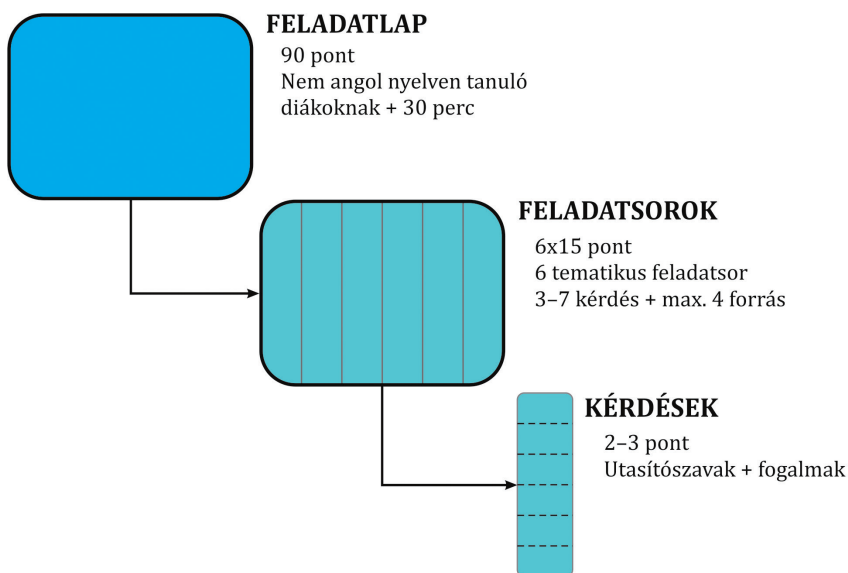 FELADATLAP
90 pont
Nem angol nyelven tanuló
diákoknak + 30 perc
FELADATSOROK
6x15 pont
6 tematikus feladatsor
3–7 kérdés + max. 4 forrás
KÉRDÉSEK
2–3 pont
Utasítószavak + fogalmak